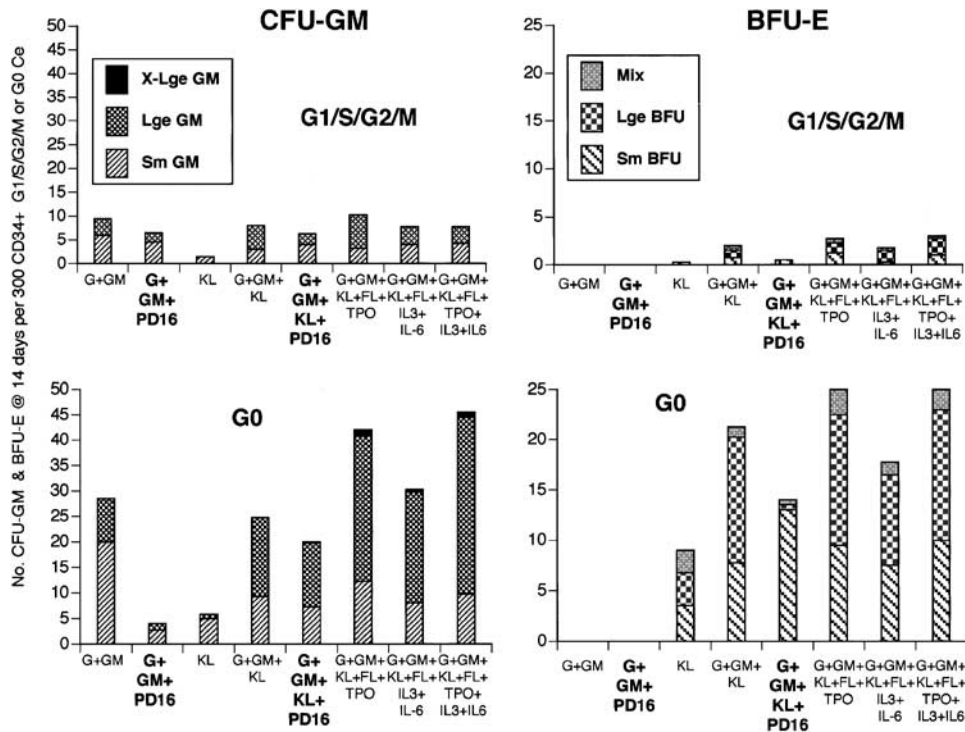 No. CFU-GM & BFU-E @ 14 days per 300 CD34+ G1/S/G2/M or G0 Ce
CFU-GM
50
45
40
35
30
25
20
15
10
5
0
X-Lge GM
Lge GM
Sm GM
G1/S/G2/M
G+GM
G+
GM+
PD16
KL
G+GM+
KL
G+
GM+
KL+
PD16
G+GM+
KL+FL+
TPO
G+GM+
KL+FL+
IL3+
IL-6
G+GM+
KL+FL+
TPO+
IL3+IL6
BFU-E
25
20
15
10
5
0
Mix
Lge BFU
Sm BFU
G1/S/G2/M
G+GM
G+
GM+
PD16
KL
G+GM+
KL
G+
GM+
KL+
PD16
G+GM+
KL+FL+
TPO
G+GM+
KL+FL+
IL3+
IL-6
G+GM+
KL+FL+
TPO+
IL3+IL6
50
45
40
35
30
25
20
15
10
5
0
G0
G+GM
G+
GM+
PD16
KL
G+GM+
KL
G+
GM+
KL+
PD16
G+GM+
KL+FL+
TPO
G+GM+
KL+FL+
IL3+
IL-6
G+GM+
KL+FL+
TPO+
IL3+IL6
25
20
15
10
5
0
G0
G+GM
G+
GM+
PD16
KL
G+GM+
KL
G+
GM+
KL+
PD16
G+GM+
KL+FL+
TPO
G+GM+
KL+FL+
IL3+
IL-6
G+GM+
KL+FL+
TPO+
IL3+IL6